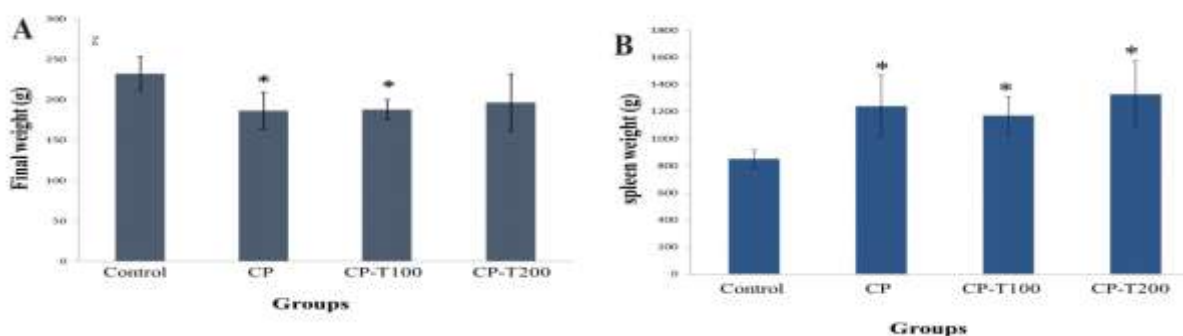 A
300
250
200
150
100
50
0
Final weight (g)
*
*
Control CP CP-T100 CP-T200
Groups
B
1800
1600
1400
1200
1000
800
600
400
200
0
spleen weight (g)
*
*
*
Control CP CP-T100 CP-T200
Groups